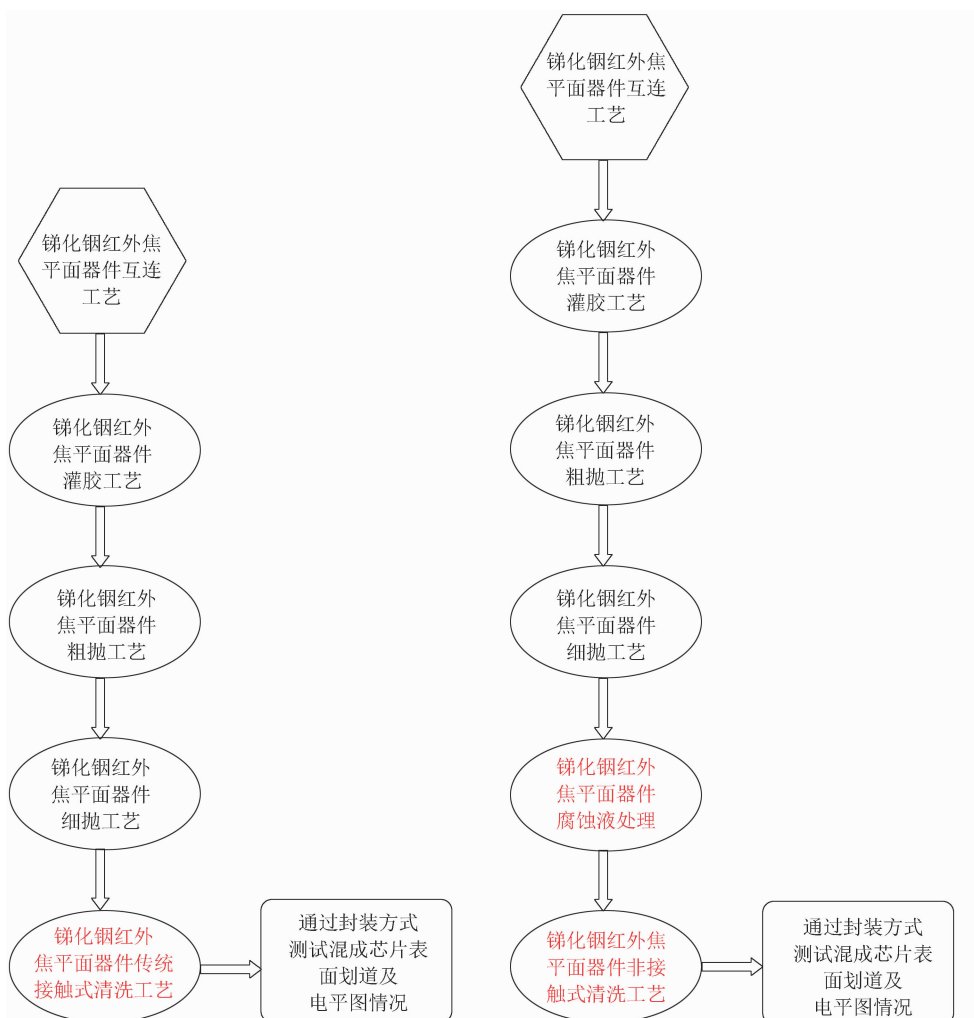 锑化铟红外焦
平面器件互连
工艺
锑化铟红外
焦平面器件
灌胶工艺
锑化铟红外
焦平面器件
粗抛工艺
锑化铟红外
焦平面器件
细抛工艺
锑化铟红外
焦平面器件传统
接触式清洗工艺
通过封装方式
测试混成芯片表
面划道及
电平图情况
锑化铟红外焦
平面器件互连
工艺
锑化铟红外
焦平面器件
灌胶工艺
锑化铟红外
焦平面器件
粗抛工艺
锑化铟红外
焦平面器件
细抛工艺
锑化铟红外
焦平面器件
腐蚀液处理
锑化铟红外焦
平面器件非接
触式清洗工艺
通过封装方式
测试混成芯片表
面划道及
电平图情况